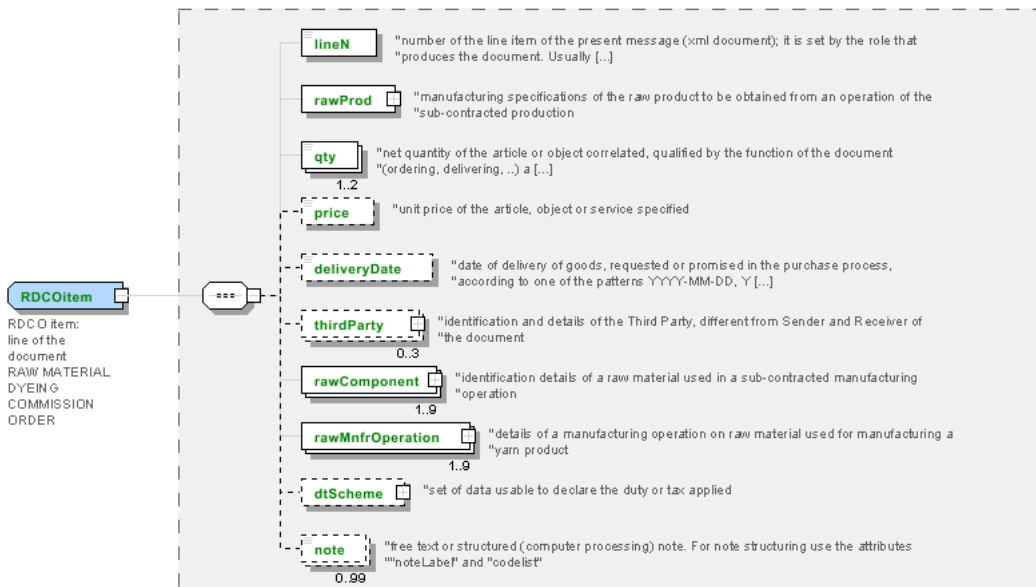 lineN
"number of the line item of the present message (xml document); it is set by the role that
"produces the document. Usually [...]
rawProd
"manufacturing specifications of the raw product to be obtained from an operation of the
"sub-contracted production
qty
"net quantity of the article or object correlated, qualified by the function of the document
"(ordering, delivering, ..) a [...]
1..2
price
"unit price of the article, object or service specified
deliveryDate
"date of delivery of goods, requested or promised in the purchase process,
"according to one of the patterns YYYY-MM-DD, Y [...]
RDCOitem
RDCO item:
line of the
document
RAW MATERIAL
DYEING
COMMISSION
ORDER
thirdParty
"identification and details of the Third Party, different from Sender and Receiver of
"the document
0..3
rawComponent
"identification details of a raw material used in a sub-contracted manufacturing
"operation
1..9
rawMnfrOperation
"details of a manufacturing operation on raw material used for manufacturing a
"yarn product
1..9
dtScheme
"set of data usable to declare the duty or tax applied
note
"free text or structured (computer processing) note. For note structuring use the attributes
""noteLabel" and "codelist"
0..99